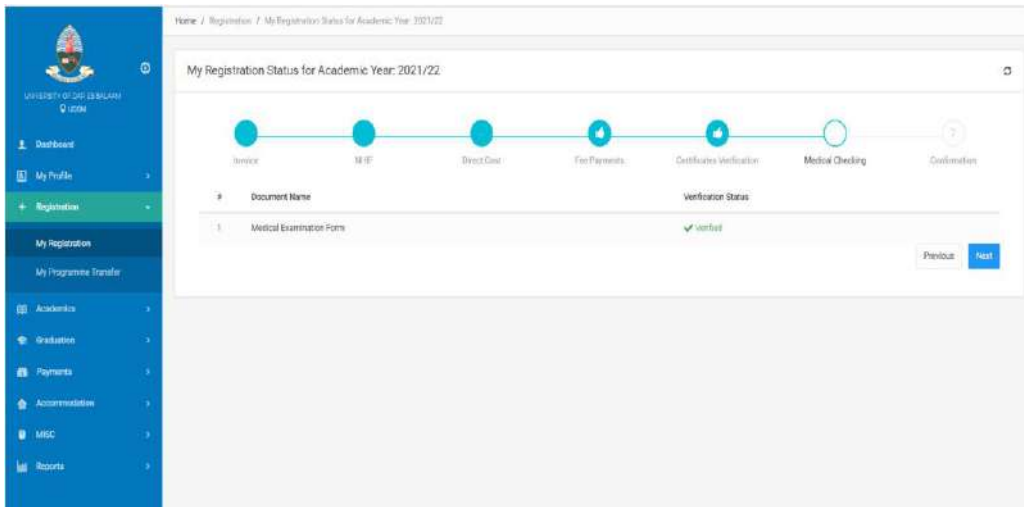 Home / Registration / My Registration Status for Academic Year: 2021/22
UNIVERSITY OF DAR ES SALAAM
UDSM
Dashboard
My Profile
Registration
My Registration
My Programme Transfer
Academics
Graduation
Payments
Accommodation
MISC
Reports
My Registration Status for Academic Year: 2021/22
Invoice
NHIF
Direct Cost
Fee Payments
Certificates Verification
Medical Checking
7
Confirmation
# Document Name Verification Status
1 Medical Examination Form Verified
Previous Next